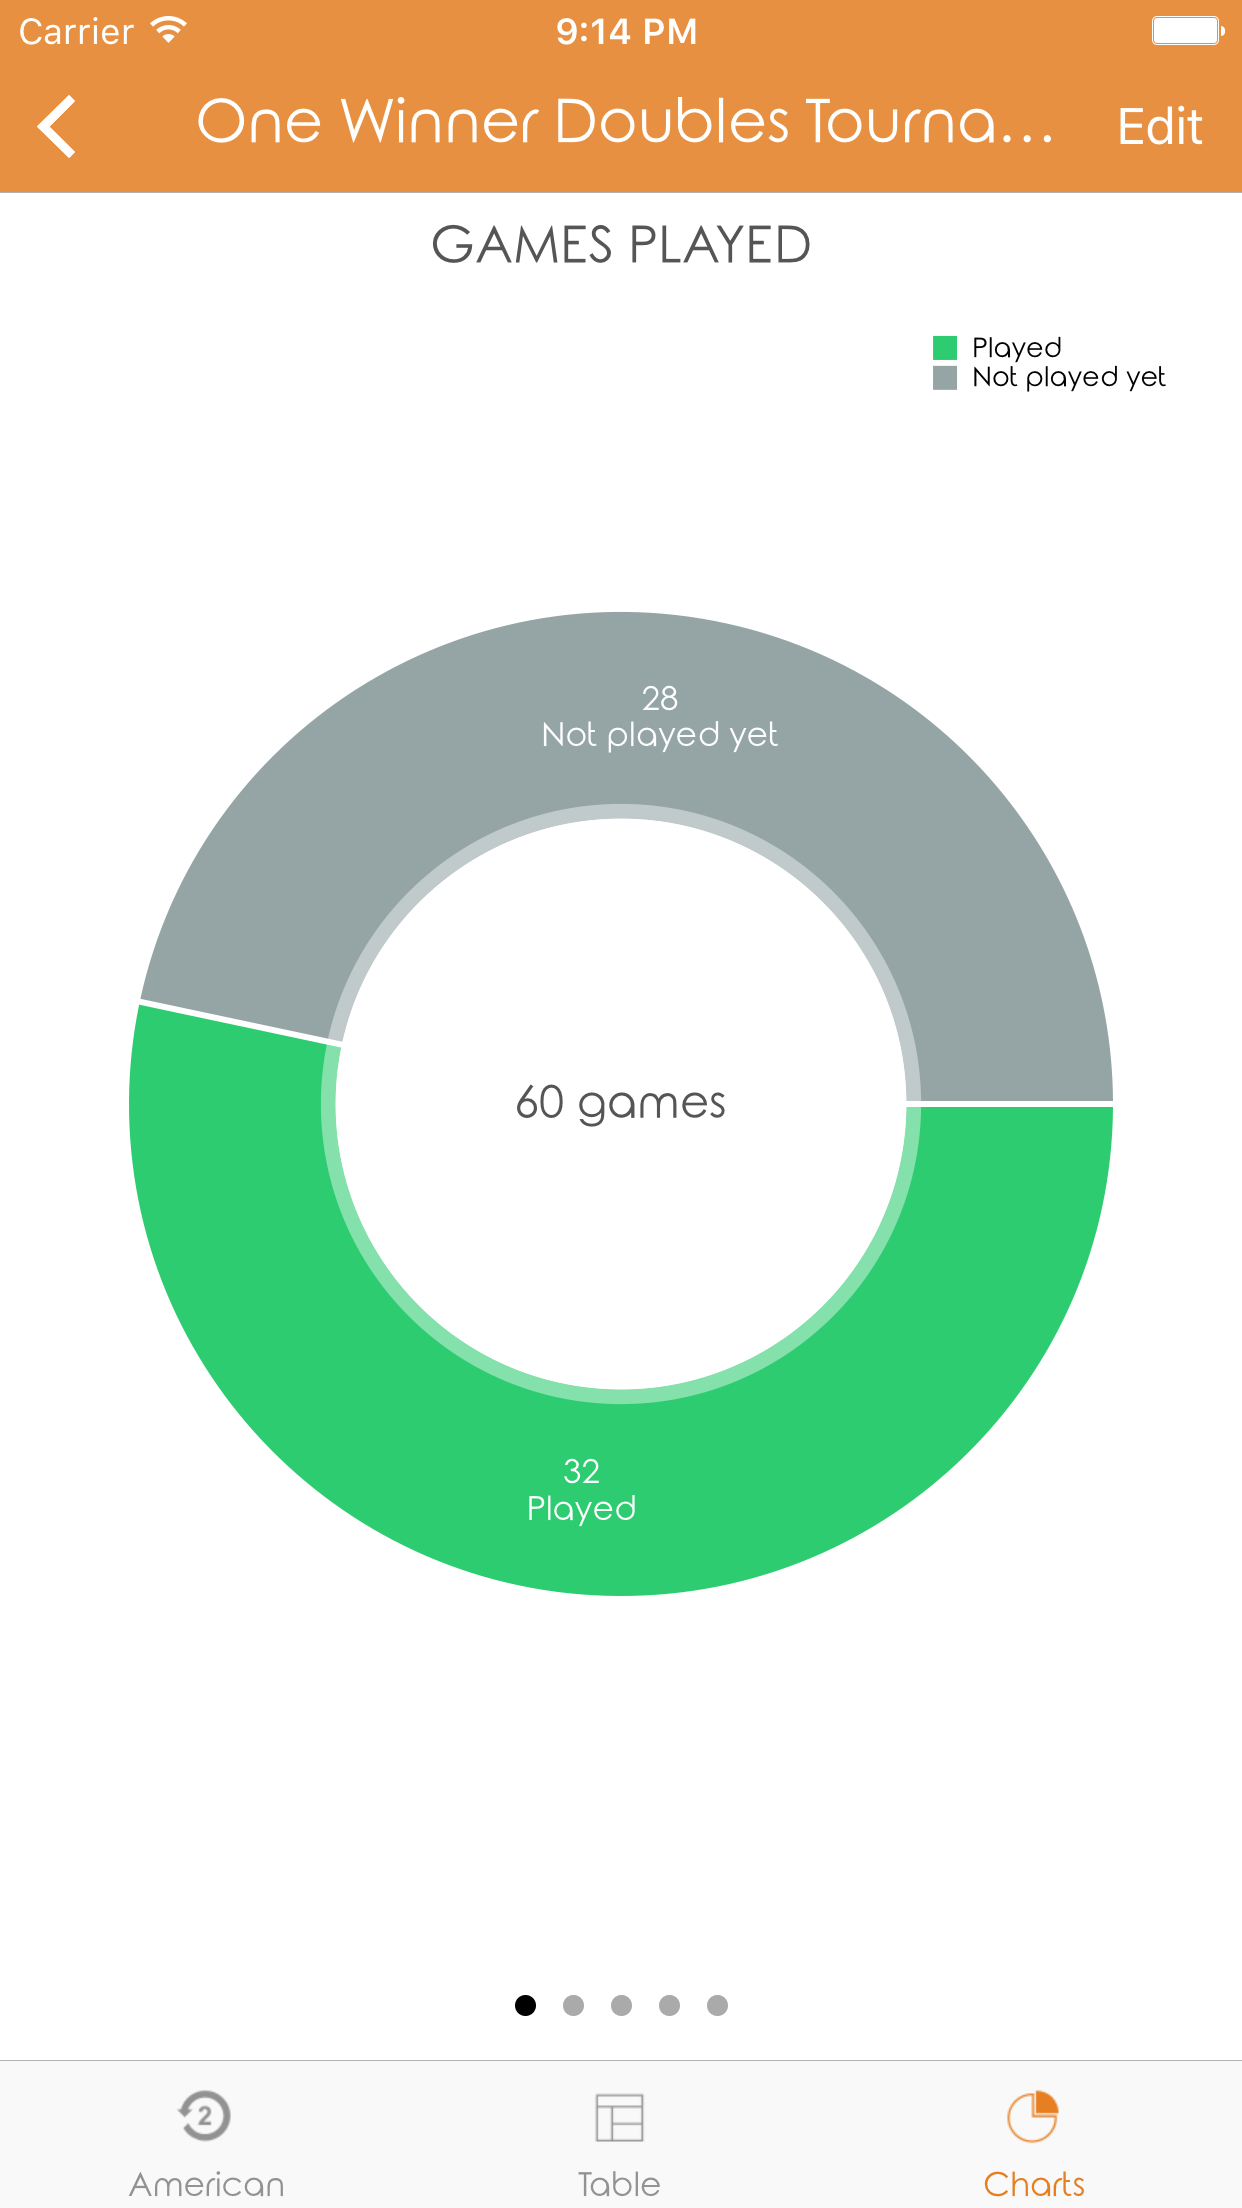 Carrier 9:14 PM
One Winner Doubles Tourna... Edit
GAMES PLAYED
Played
Not played yet
28
Not played yet
60 games
32
Played
2
American Table Charts